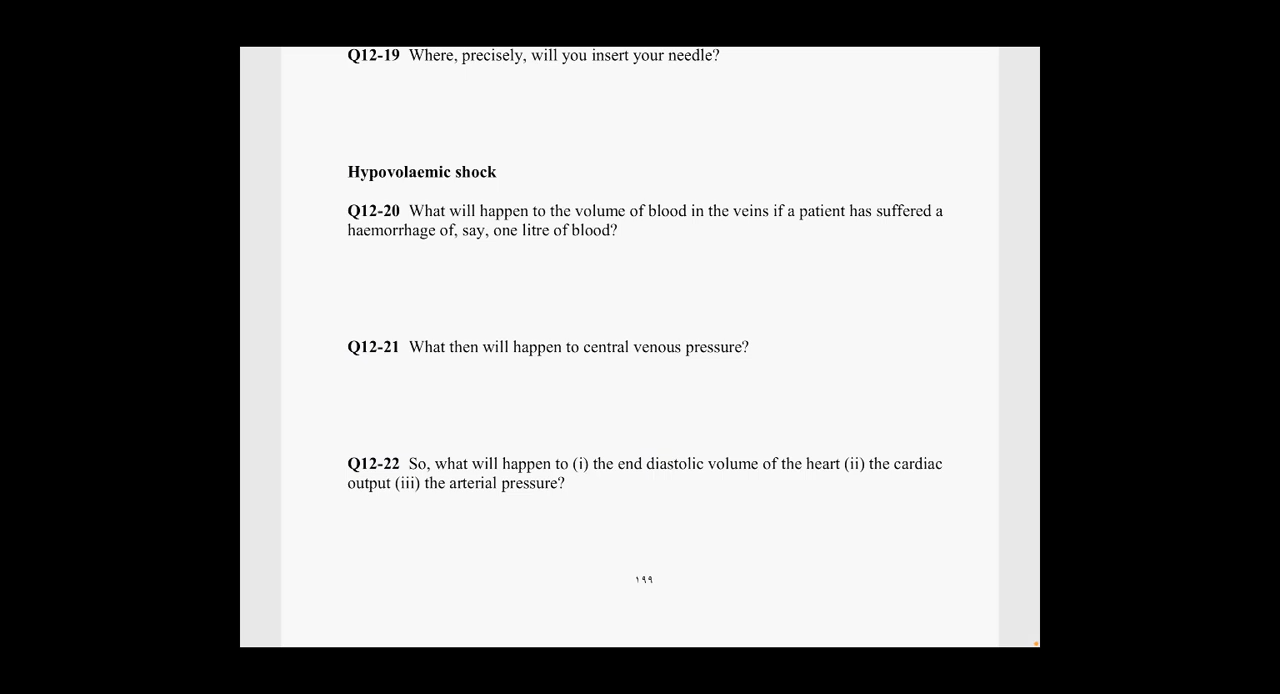 Q12-19 Where, precisely, will you insert your needle?
Hypovolaemic shock
Q12-20 What will happen to the volume of blood in the veins if a patient has suffered a
haemorrhage of, say, one litre of blood?
Q12-21 What then will happen to central venous pressure?
Q12-22 So, what will happen to (i) the end diastolic volume of the heart (ii) the cardiac
output (iii) the arterial pressure?
١٩٩